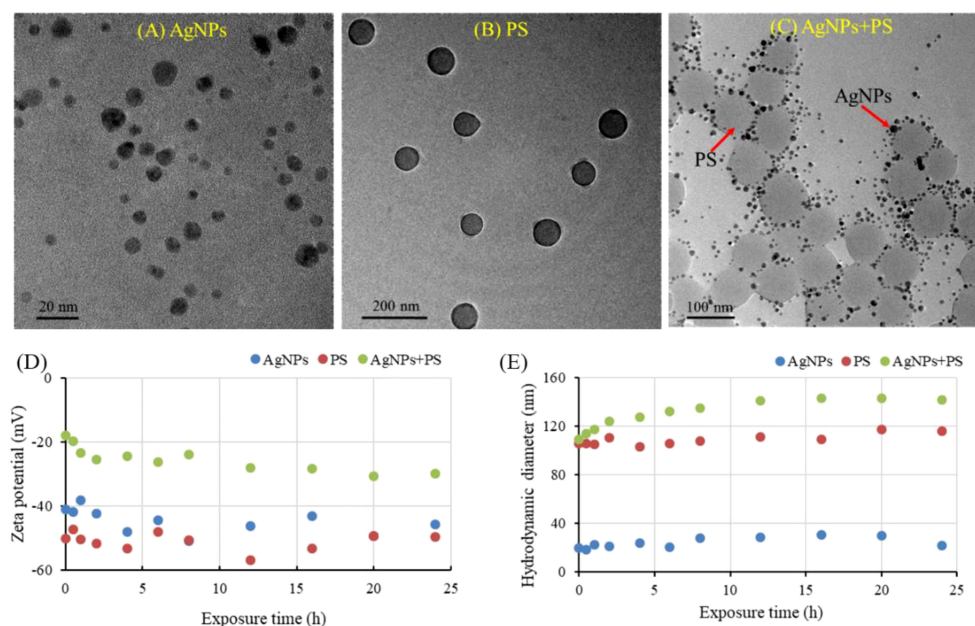 (A) AgNPs
(B) PS
(C) AgNPs+PS
AgNPs
PS
20 nm
200 nm
100 nm
(D)
AgNPs PS AgNPs+PS
Zeta potential (mV)
0
-20
-40
-60
0 5 10 15 20 25
Exposure time (h)
(E)
AgNPs PS AgNPs+PS
Hydrodynamic diameter (nm)
160
120
80
40
0
0 5 10 15 20 25
Exposure time (h)